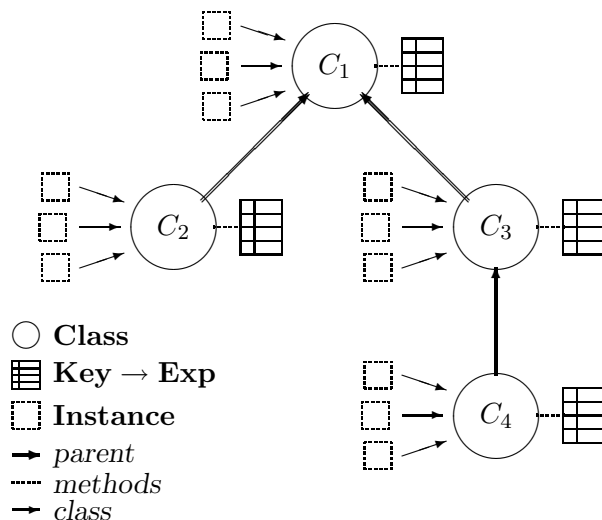 C1
C2
C3
Class
Key → Exp
Instance
C4
parent
methods
class